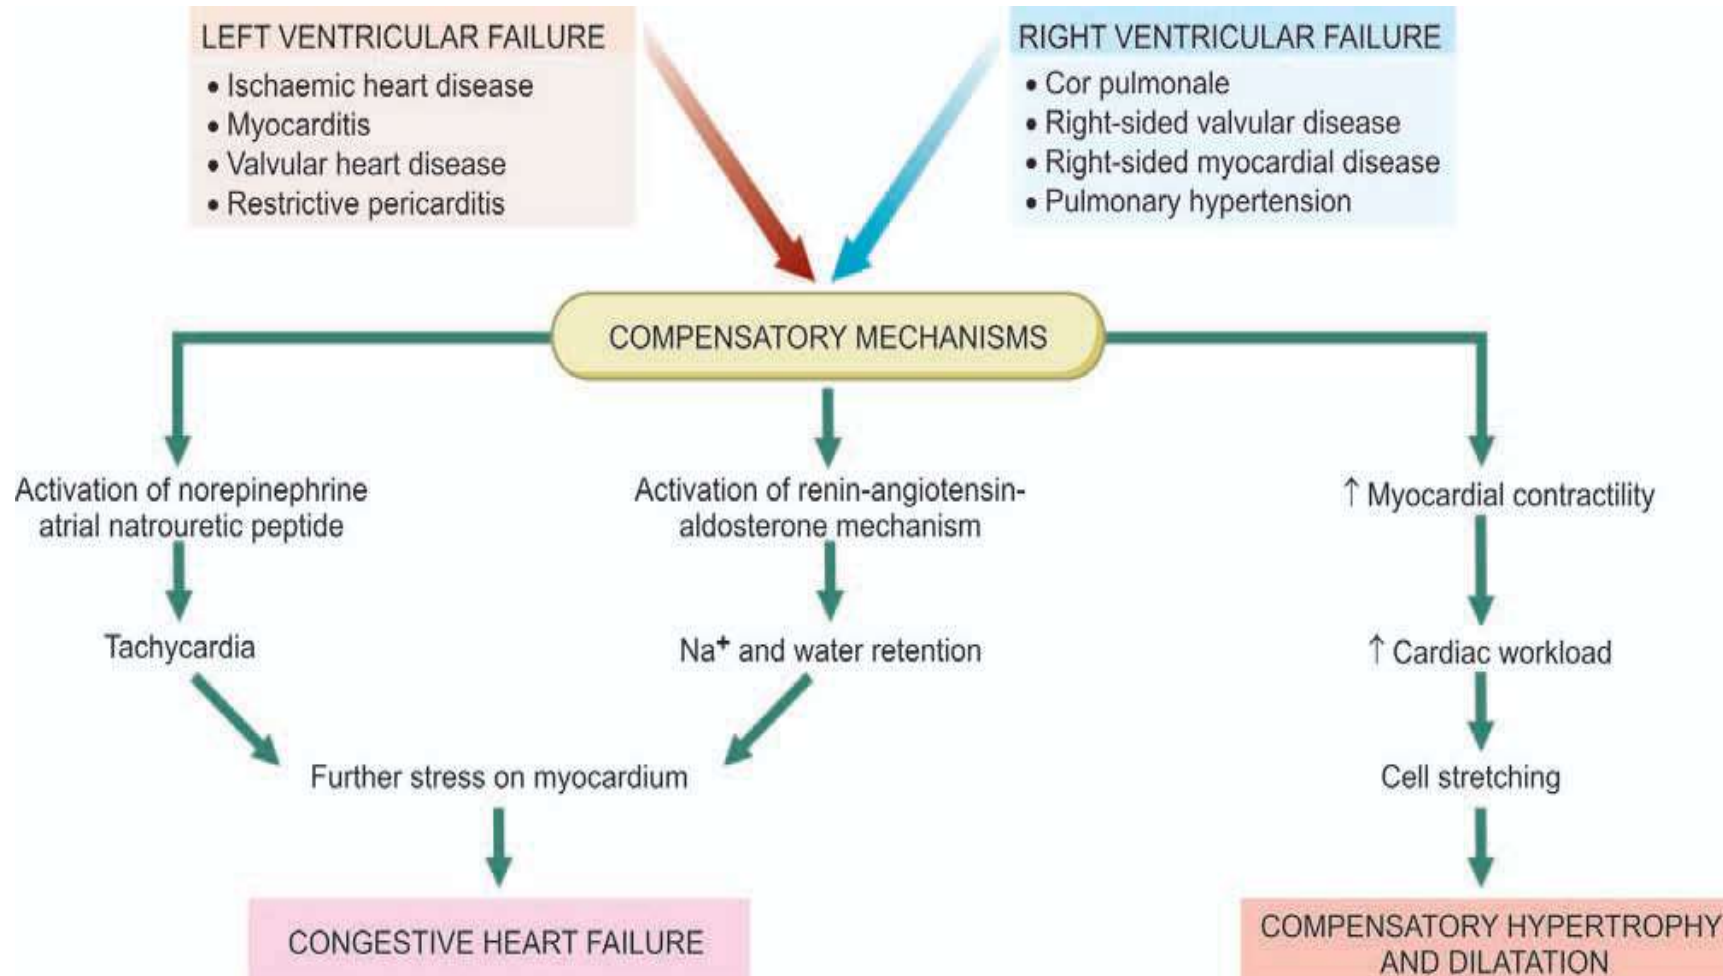 LEFT VENTRICULAR FAILURE
• Ischaemic heart disease
• Myocarditis
• Valvular heart disease
• Restrictive pericarditis
RIGHT VENTRICULAR FAILURE
• Cor pulmonale
• Right-sided valvular disease
• Right-sided myocardial disease
• Pulmonary hypertension
COMPENSATORY MECHANISMS
Activation of norepinephrine
atrial natrouretic peptide
Activation of renin-angiotensin-
aldosterone mechanism
↑ Myocardial contractility
Tachycardia
Na⁺ and water retention
↑ Cardiac workload
Further stress on myocardium
Cell stretching
CONGESTIVE HEART FAILURE
COMPENSATORY HYPERTROPHY
AND DILATATION